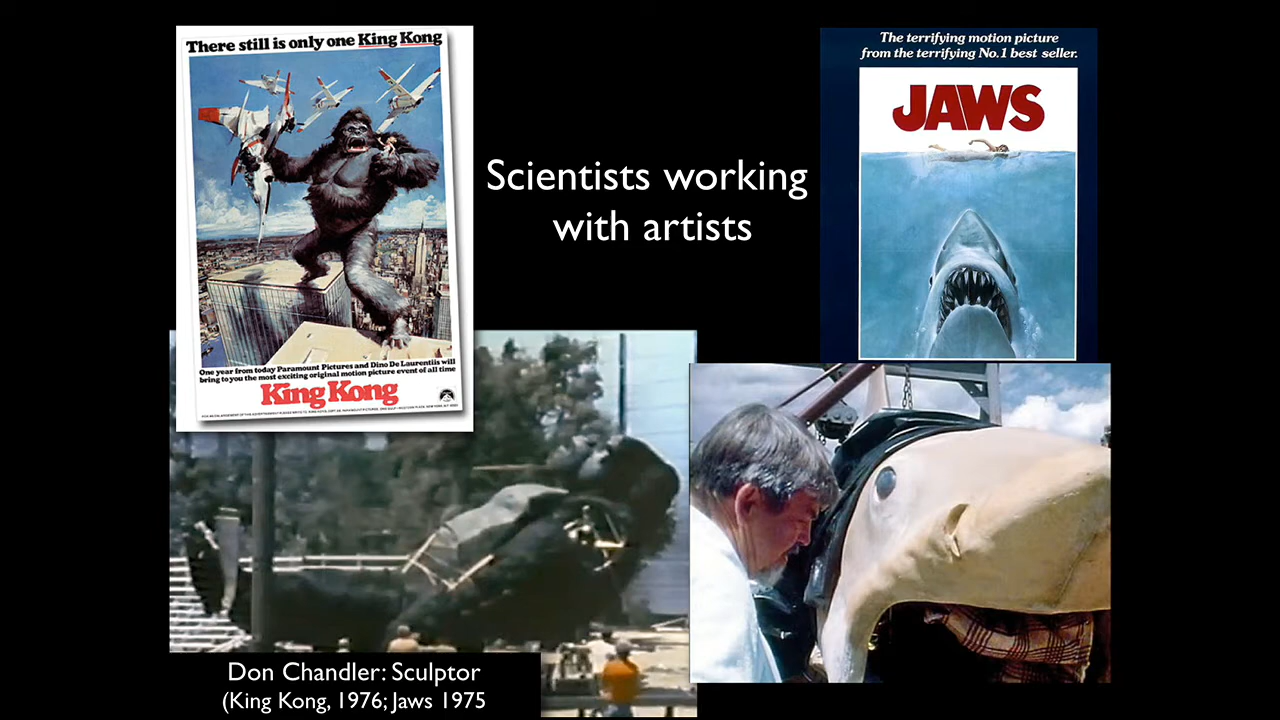 There still is only one King Kong
One year from today Paramount Pictures and Dino De Laurentiis will
bring to you the most exciting original motion picture event of all time
King Kong
Scientists working
with artists
The terrifying motion picture
from the terrifying No.1 best seller.
JAWS
Don Chandler: Sculptor
(King Kong, 1976; Jaws 1975